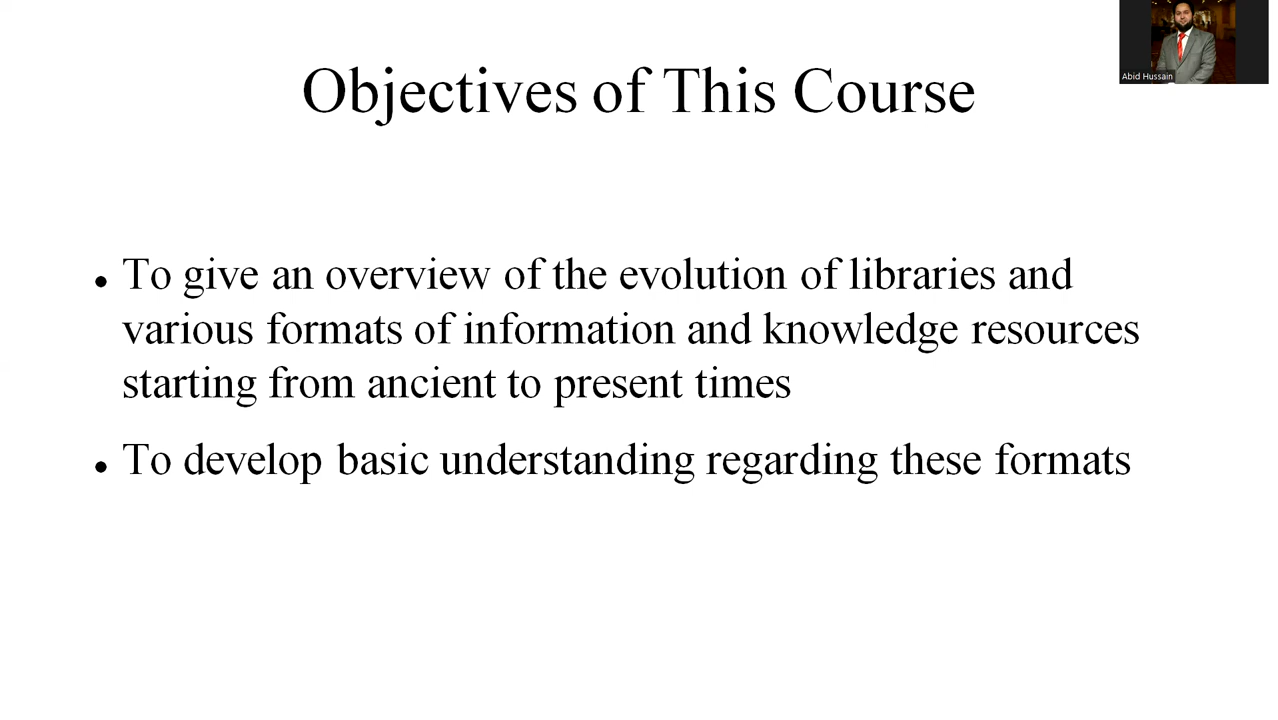 Abid Hussain
Objectives of This Course
• To give an overview of the evolution of libraries and
various formats of information and knowledge resources
starting from ancient to present times
• To develop basic understanding regarding these formats